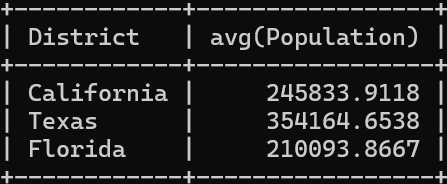 +-------------+-----------------+
| District    | avg(Population) |
+-------------+-----------------+
| California  |     245833.9118 |
| Texas       |     354164.6538 |
| Florida     |     210093.8667 |
+-------------+-----------------+